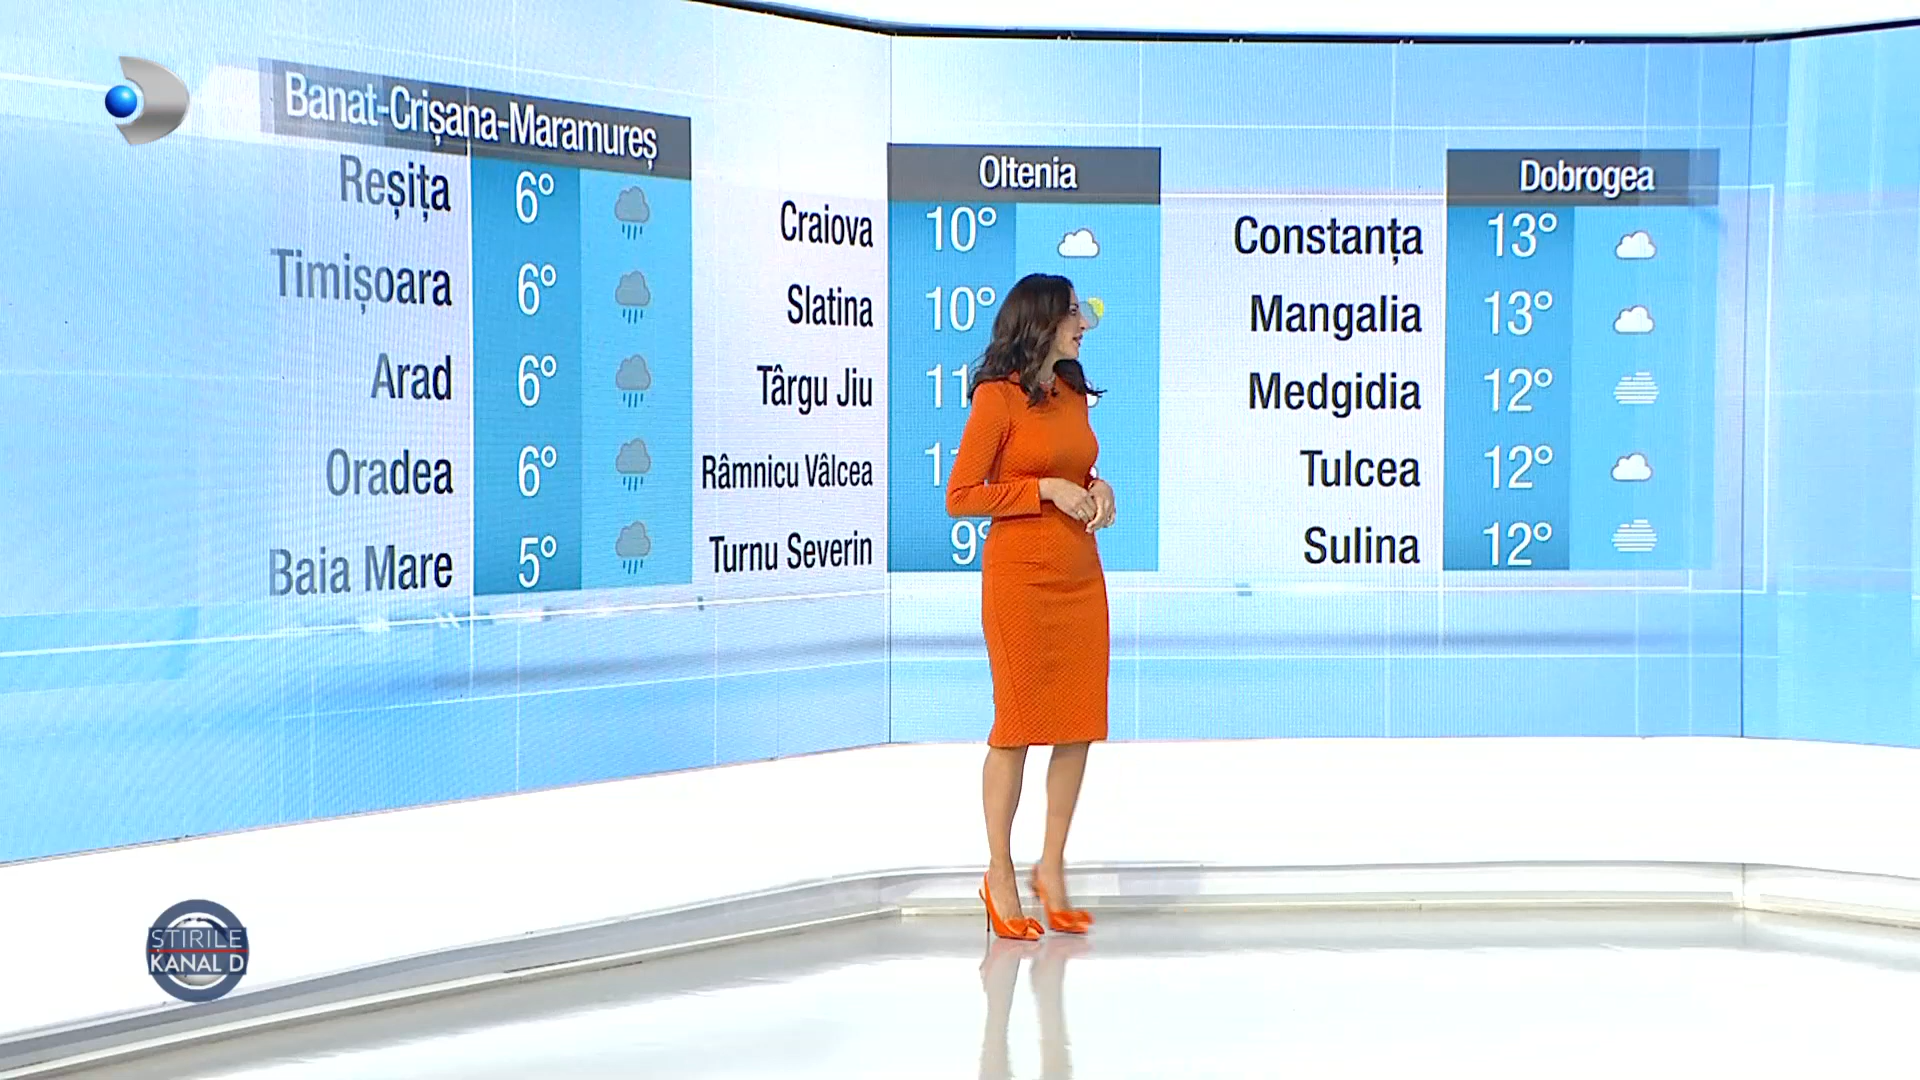 Banat-Crișana-Maramureș
Reșița 6°
Timișoara 6°
Arad 6°
Oradea 6°
Baia Mare 5°
Oltenia
Craiova 10°
Slatina 10°
Târgu Jiu 11
Râmnicu Vâlcea
Turnu Severin 9°
Dobrogea
Constanța 13°
Mangalia 13°
Medgidia 12°
Tulcea 12°
Sulina 12°
ȘTIRILE
KANAL D